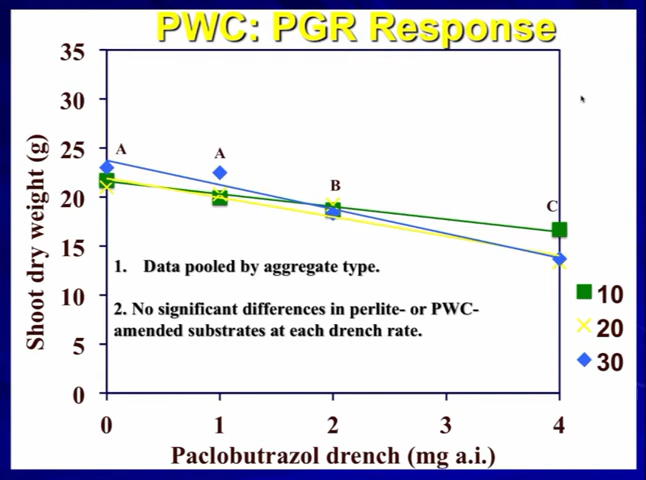 PWC: PGR Response
35
30
25
20
15
10
5
0
Shoot dry weight (g)
A
A
B
C
1. Data pooled by aggregate type.
2. No significant differences in perlite- or PWC-
amended substrates at each drench rate.
10
20
30
0 1 2 3 4
Paclobutrazol drench (mg a.i.)